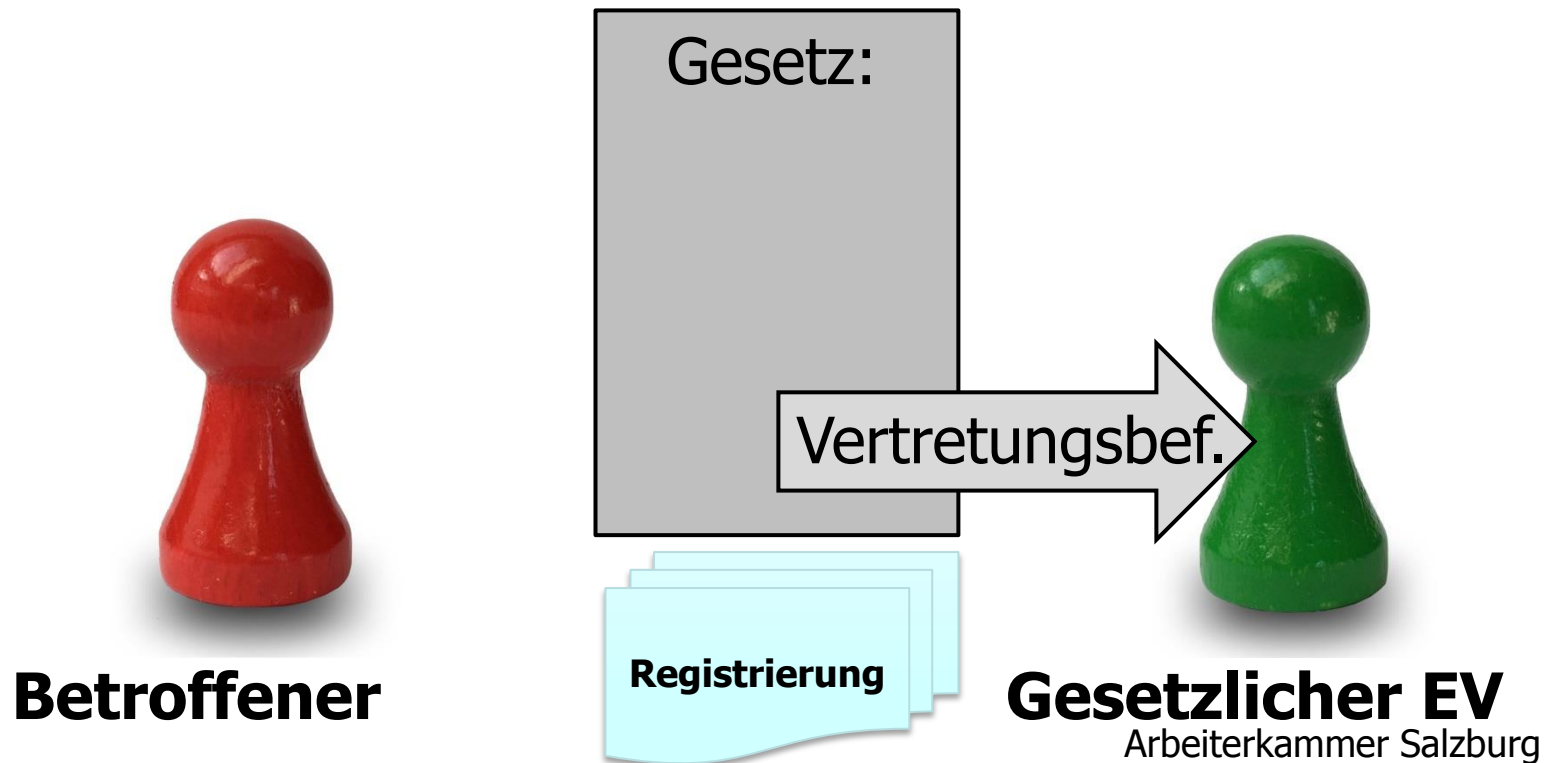 Gesetz:
Vertretungsbef.
Registrierung
Betroffener
Gesetzlicher EV
Arbeiterkammer Salzburg